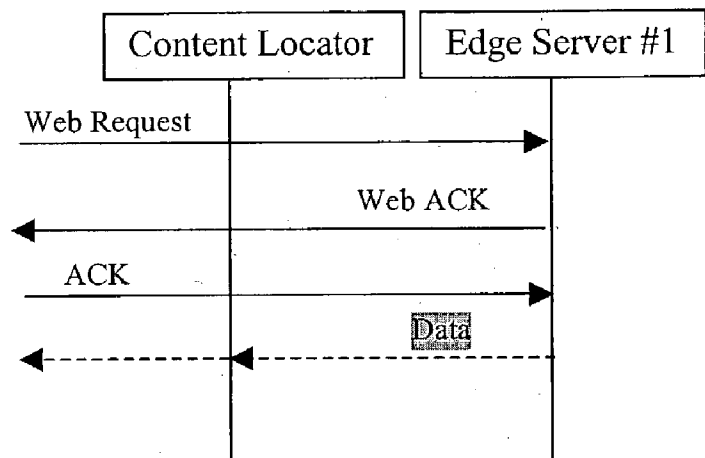 Content Locator
Edge Server #1
Web Request
Web ACK
ACK
Data